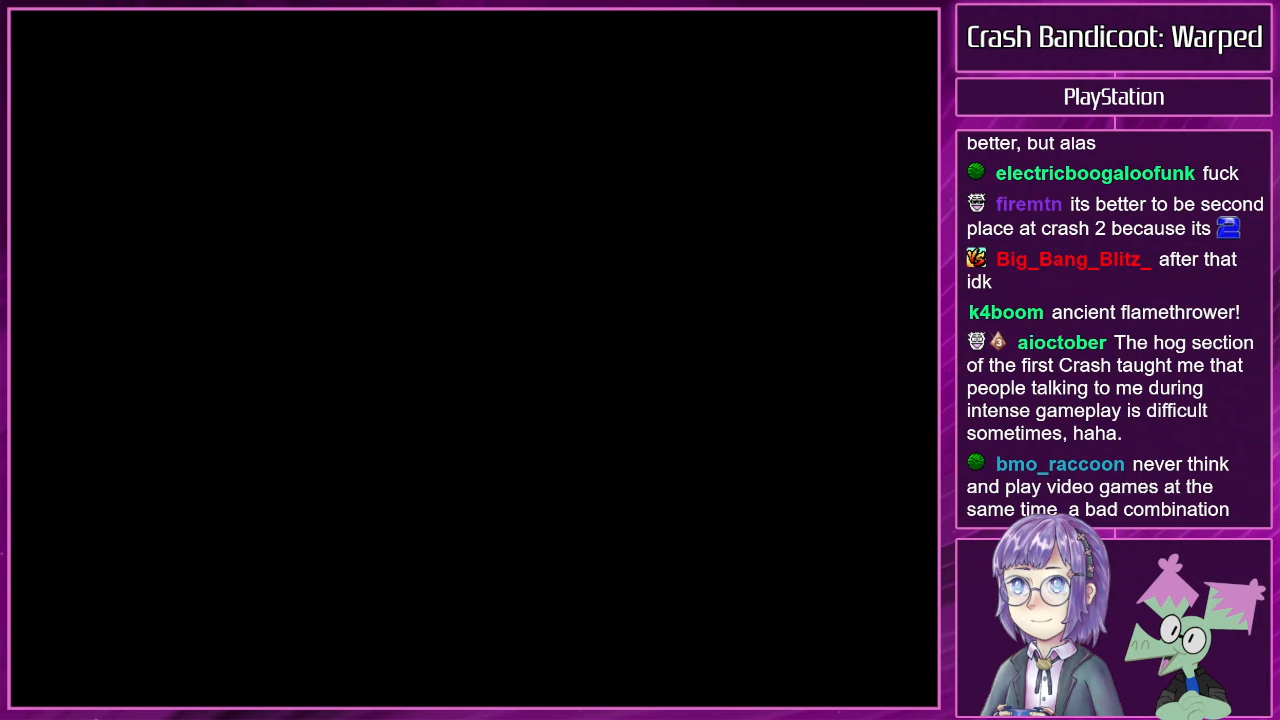 Crash Bandicoot: Warped
PlayStation
better, but alas
electricboogaloofunk fuck
firemtn its better to be second
place at crash 2 because its 2
Big_Bang_Blitz_ after that
idk
k4boom ancient flamethrower!
3 aioctober The hog section
of the first Crash taught me that
people talking to me during
intense gameplay is difficult
sometimes, haha.
bmo_raccoon never think
and play video games at the
same time, a bad combination